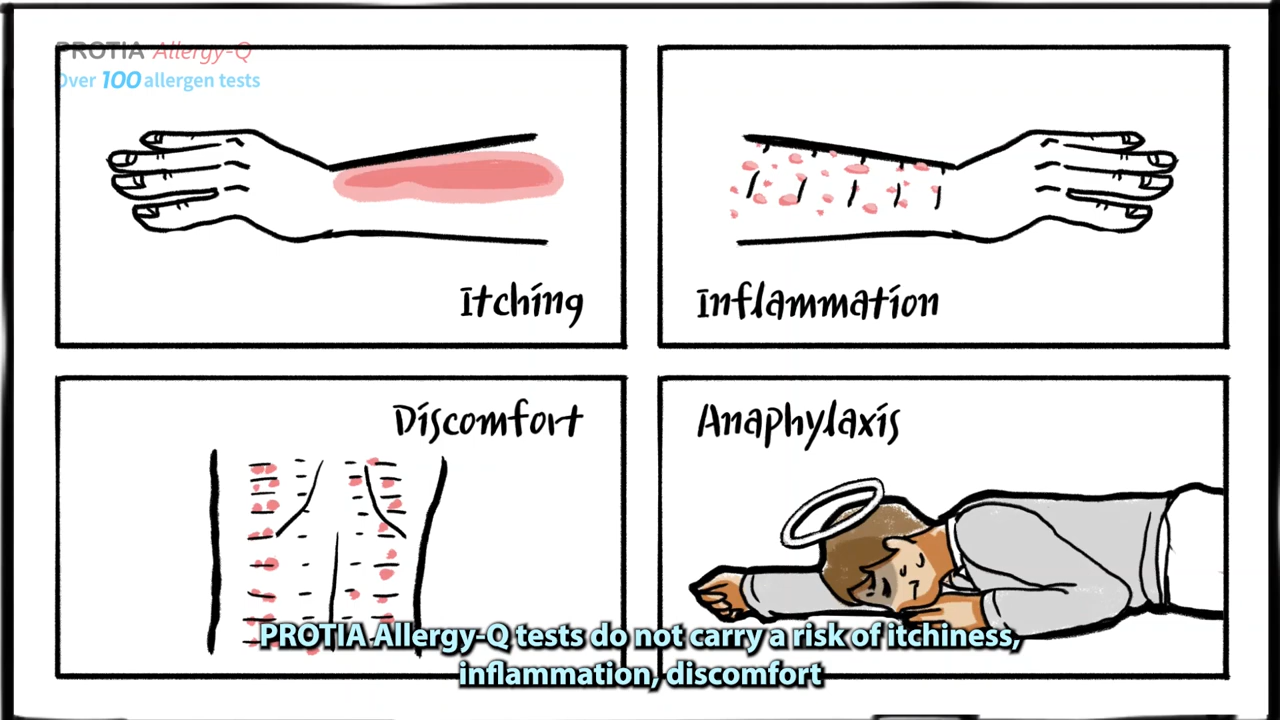 PROTIA Allergy-Q
Over 100 allergen tests
Itching
Inflammation
Discomfort
Anaphylaxis
PROTIA Allergy-Q tests do not carry a risk of itchiness,
inflammation, discomfort